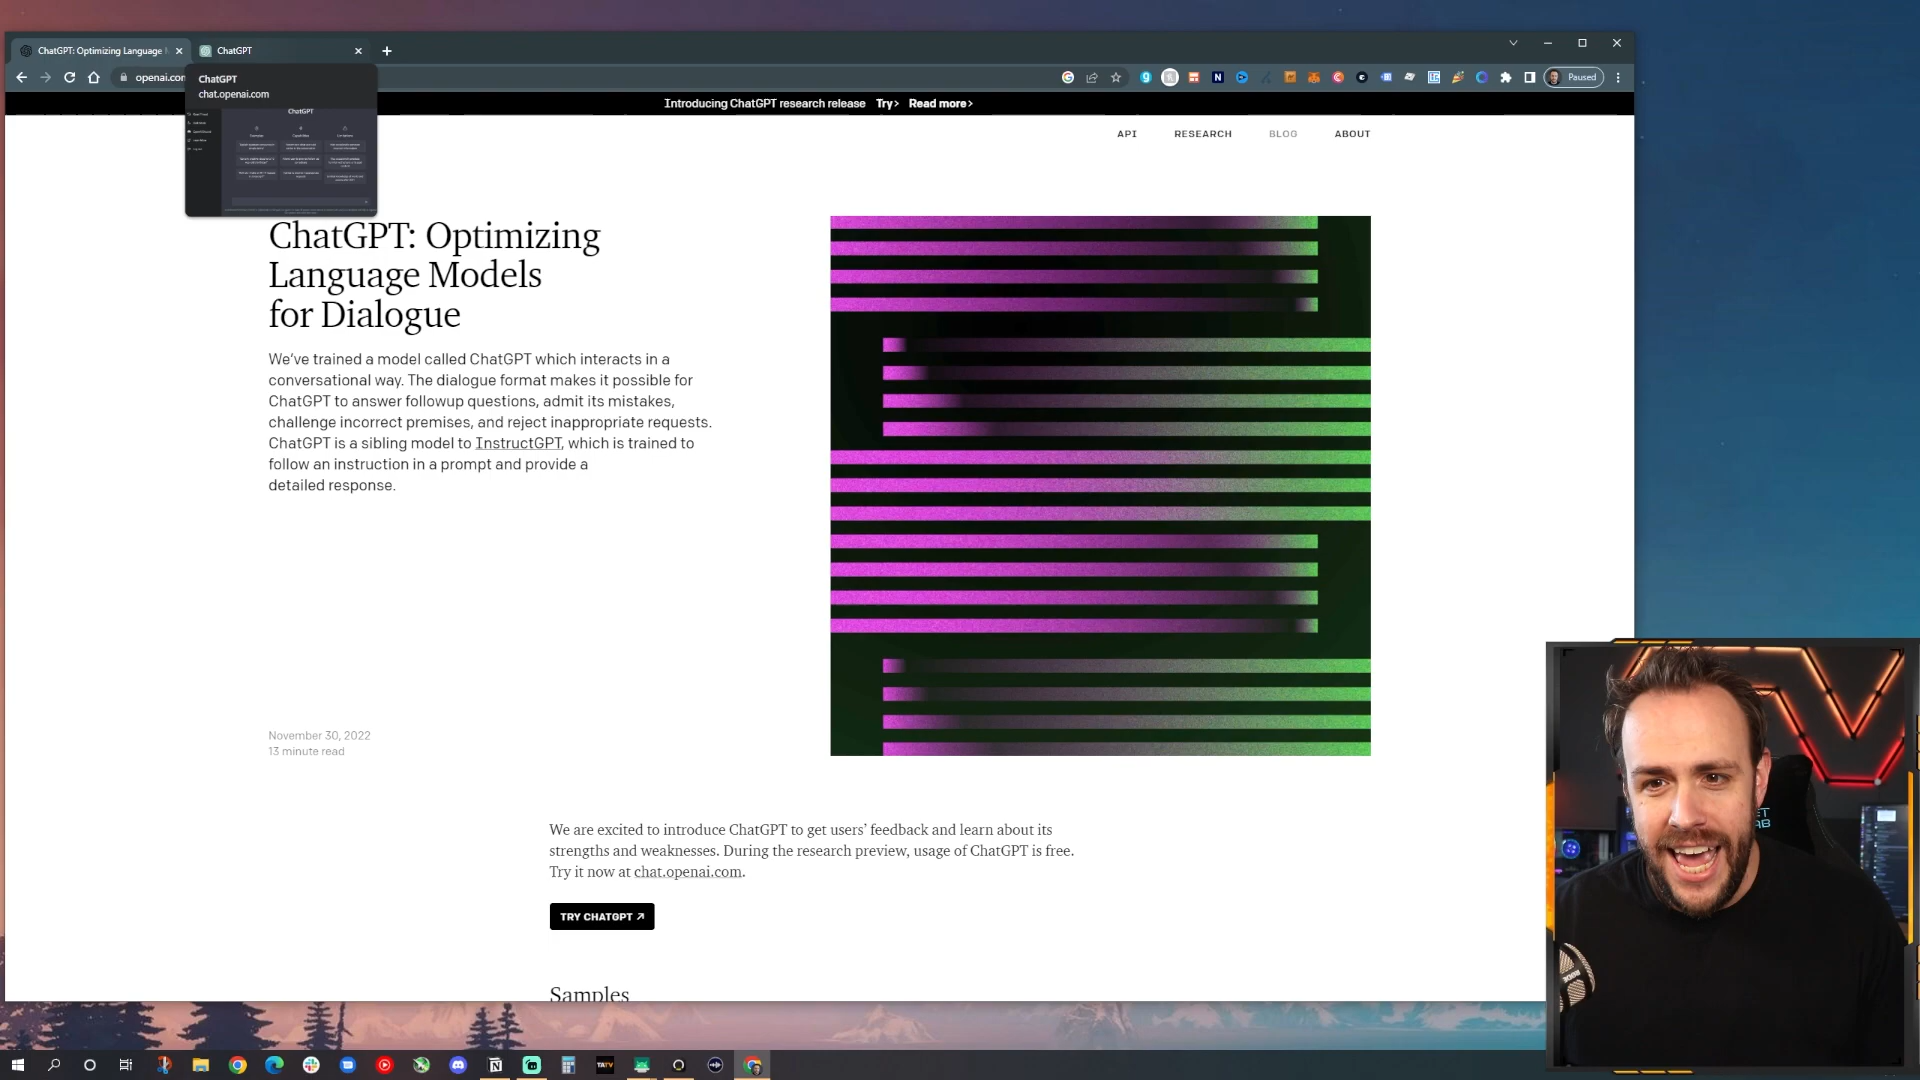 ChatGPT: Optimizing Language
ChatGPT
openai.com
ChatGPT
chat.openai.com
ChatGPT
Paused
Introducing ChatGPT research release Try> Read more>
API RESEARCH BLOG ABOUT
ChatGPT: Optimizing
Language Models
for Dialogue
We've trained a model called ChatGPT which interacts in a
conversational way. The dialogue format makes it possible for
ChatGPT to answer followup questions, admit its mistakes,
challenge incorrect premises, and reject inappropriate requests.
ChatGPT is a sibling model to InstructGPT, which is trained to
follow an instruction in a prompt and provide a
detailed response.
November 30, 2022
13 minute read
We are excited to introduce ChatGPT to get users' feedback and learn about its
strengths and weaknesses. During the research preview, usage of ChatGPT is free.
Try it now at chat.openai.com.
TRY CHATGPT ↗
Samples
TATV